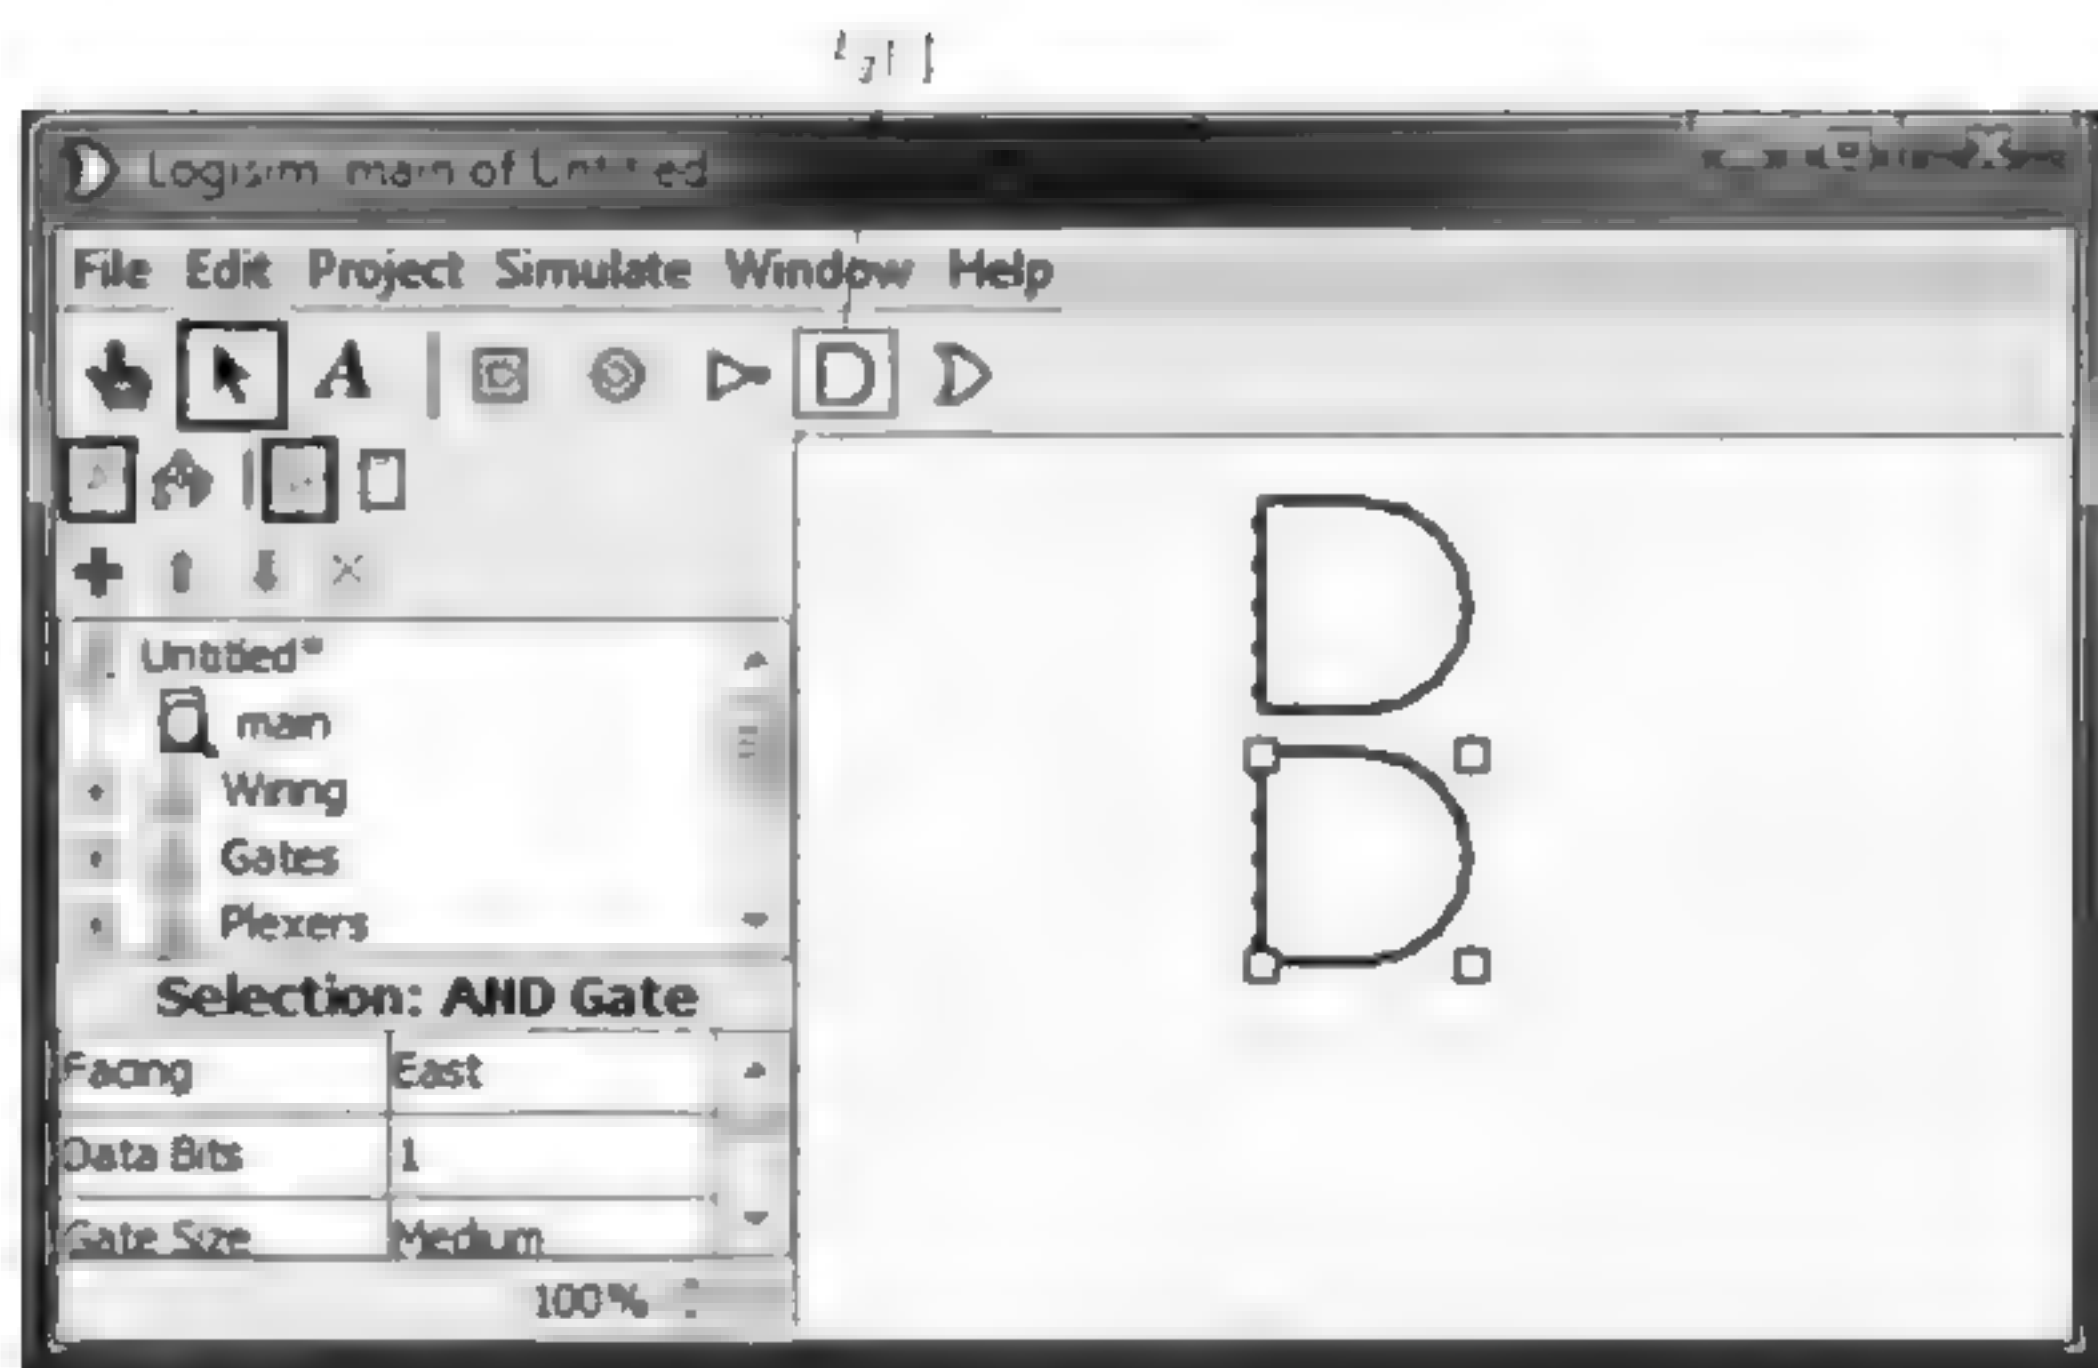 Logisim main of Untitled
File Edit Project Simulate Window Help
A
Untitled*
main
Wiring
Gates
Plexers
Selection: AND Gate
Facing East
Data Bits 1
Gate Size Medium
100%